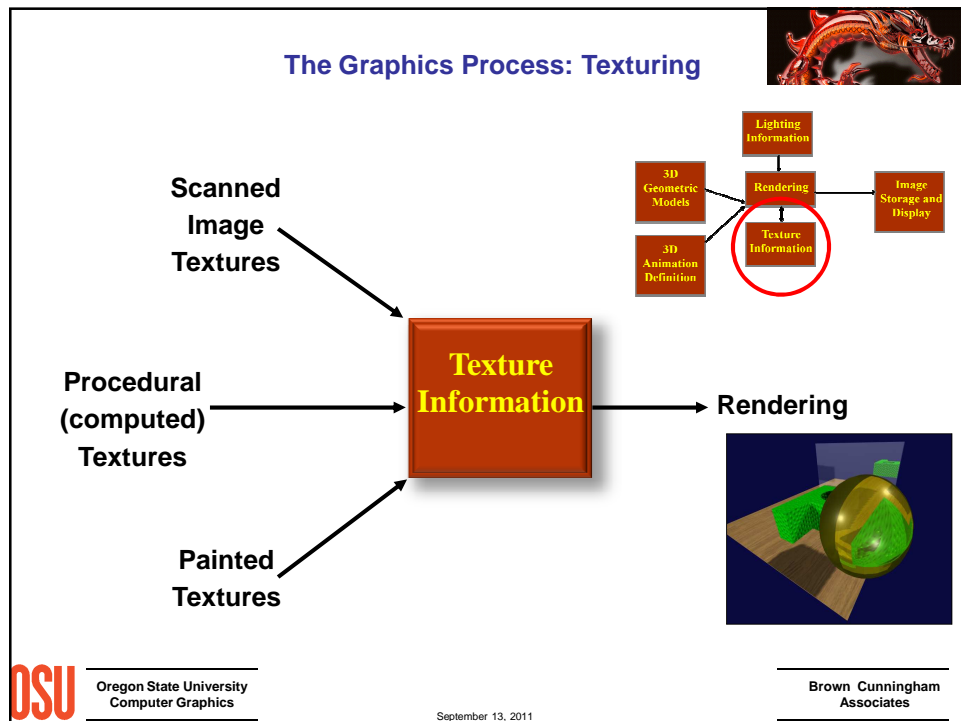 The Graphics Process: Texturing
Lighting
Information
3D
Geometric
Models
Rendering
Image
Storage and
Display
Texture
Information
3D
Animation
Definition
Scanned
Image
Textures
Procedural
(computed)
Textures
Painted
Textures
Texture
Information
Rendering
OSU
Oregon State University
Computer Graphics
September 13, 2011
Brown Cunningham
Associates